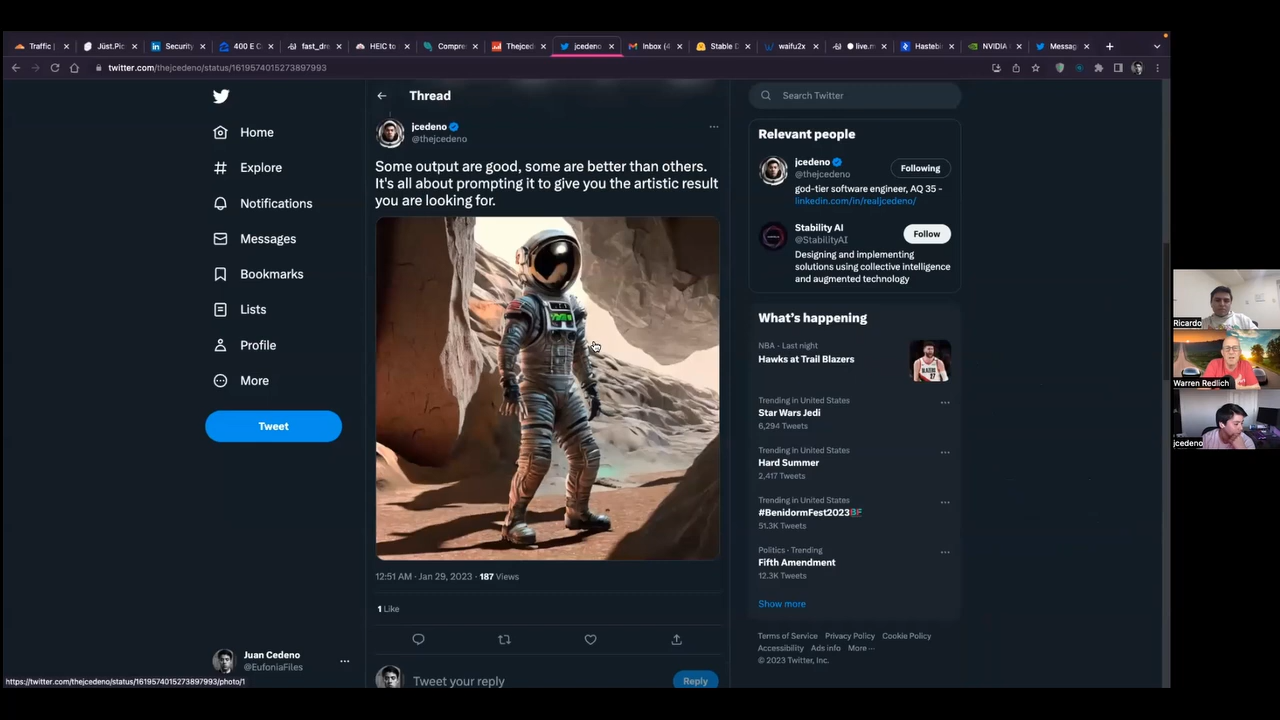 Traffic |
Jüst.Pic
Security
400 E C
fast_dre
HEIC to
Compre
Thejced
jcedeno
Inbox (4
Stable D
waifu2x
live.m
Hastebi
NVIDIA
Messag
twitter.com/thejcedeno/status/1619574015273897993
Home
Explore
Notifications
Messages
Bookmarks
Lists
Profile
More
Tweet
Juan Cedeno
@EufoniaFiles
https://twitter.com/thejcedeno/status/1619574015273897993/photo/1
Thread
jcedeno
@thejcedeno
Some output are good, some are better than others.
It's all about prompting it to give you the artistic result
you are looking for.
12:51 AM · Jan 29, 2023 · 187 Views
1 Like
Tweet your reply
Reply
Search Twitter
Relevant people
jcedeno
@thejcedeno
Following
god-tier software engineer, AQ 35 -
linkedin.com/in/realjcedeno/
Stability AI
@StabilityAI
Follow
Designing and implementing
solutions using collective intelligence
and augmented technology
What's happening
NBA · Last night
Hawks at Trail Blazers
Trending in United States
Star Wars Jedi
6,294 Tweets
Trending in United States
Hard Summer
2,417 Tweets
Trending in United States
#BenidormFest2023
51.3K Tweets
Politics · Trending
Fifth Amendment
12.3K Tweets
Show more
Terms of Service Privacy Policy Cookie Policy
Accessibility Ads info More ···
© 2023 Twitter, Inc.
Ricardo
Warren Redlich
jcedeno